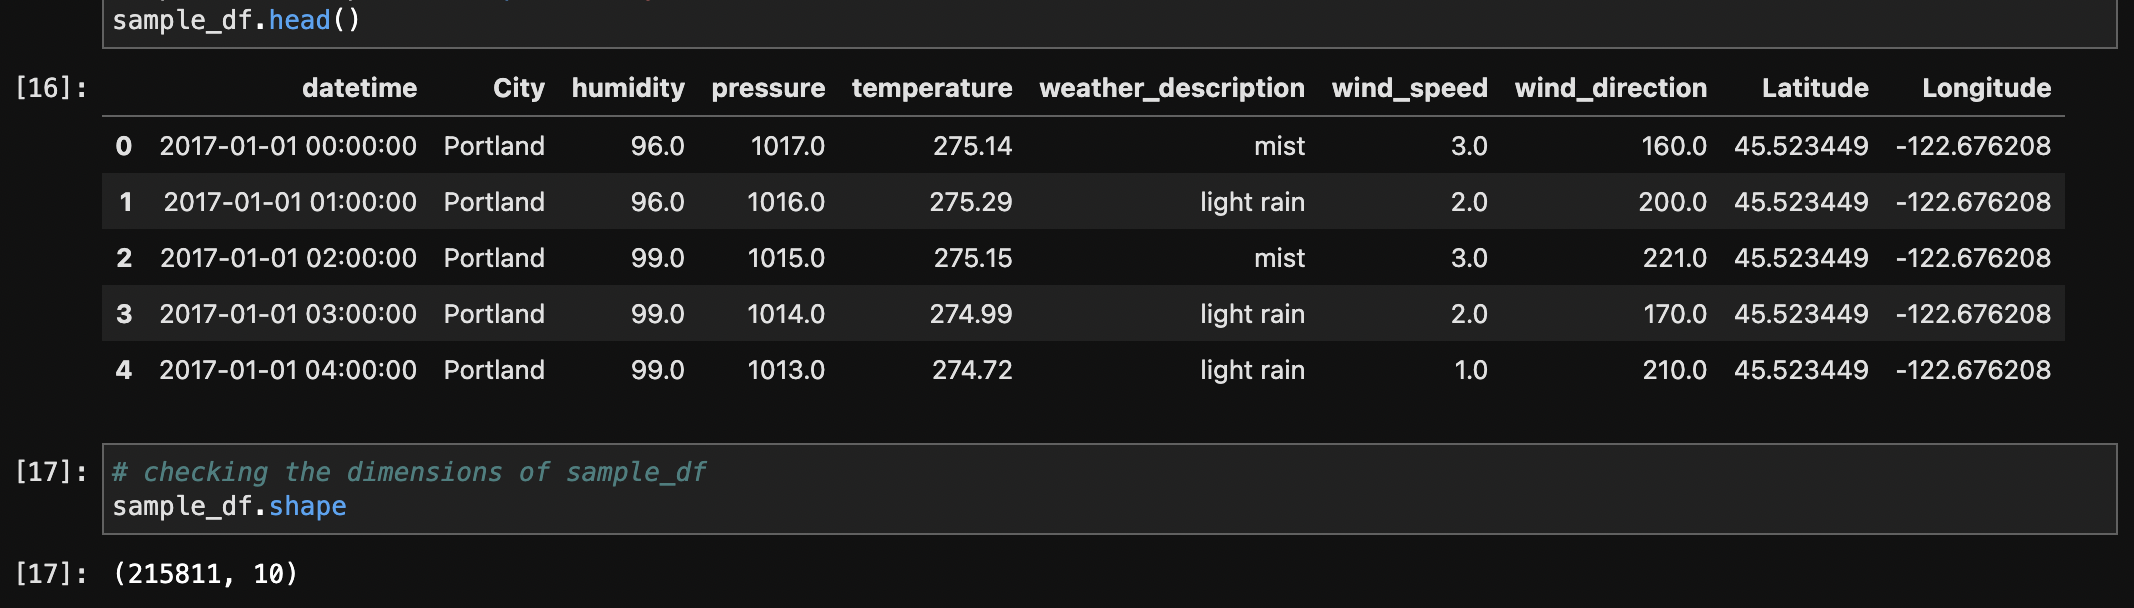 sample_df.head()
[16]:
datetime City humidity pressure temperature weather_description wind_speed wind_direction Latitude Longitude
0 2017-01-01 00:00:00 Portland 96.0 1017.0 275.14 mist 3.0 160.0 45.523449 -122.676208
1 2017-01-01 01:00:00 Portland 96.0 1016.0 275.29 light rain 2.0 200.0 45.523449 -122.676208
2 2017-01-01 02:00:00 Portland 99.0 1015.0 275.15 mist 3.0 221.0 45.523449 -122.676208
3 2017-01-01 03:00:00 Portland 99.0 1014.0 274.99 light rain 2.0 170.0 45.523449 -122.676208
4 2017-01-01 04:00:00 Portland 99.0 1013.0 274.72 light rain 1.0 210.0 45.523449 -122.676208
[17]: # checking the dimensions of sample_df
sample_df.shape
[17]: (215811, 10)